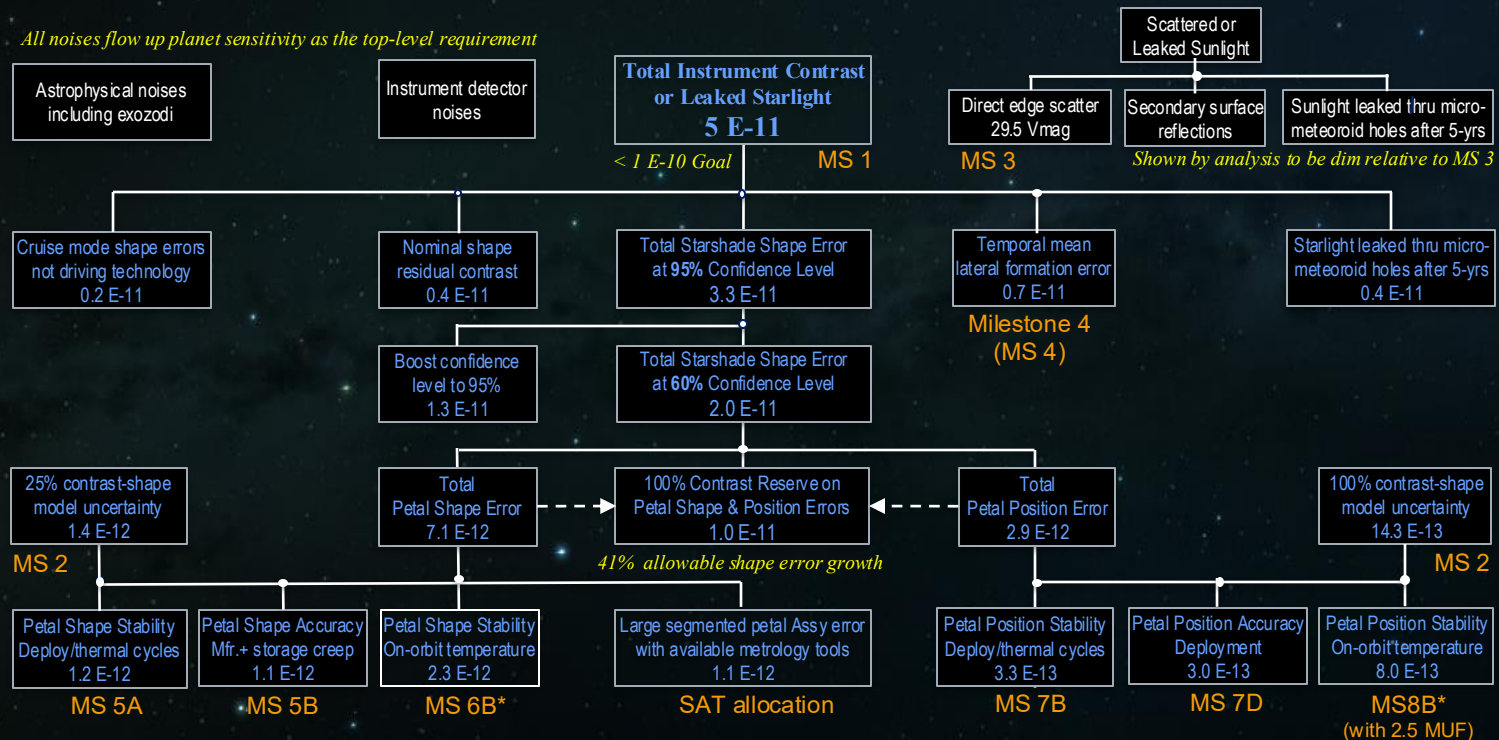 All noises flow up planet sensitivity as the top-level requirement
Astrophysical noises
including exozodi
Instrument detector
noises
Total Instrument Contrast
or Leaked Starlight
5 E-11
< 1 E-10 Goal
MS 1
Scattered or
Leaked Sunlight
Direct edge scatter
29.5 Vmag
MS 3
Secondary surface
reflections
Sunlight leaked thru micro-
meteoroid holes after 5-yrs
Shown by analysis to be dim relative to MS 3
Cruise mode shape errors
not driving technology
0.2 E-11
Nominal shape
residual contrast
0.4 E-11
Total Starshade Shape Error
at 95% Confidence Level
3.3 E-11
Temporal mean
lateral formation error
0.7 E-11
Milestone 4
(MS 4)
Starlight leaked thru micro-
meteoroid holes after 5-yrs
0.4 E-11
Boost confidence
level to 95%
1.3 E-11
Total Starshade Shape Error
at 60% Confidence Level
2.0 E-11
25% contrast-shape
model uncertainty
1.4 E-12
MS 2
Total
Petal Shape Error
7.1 E-12
100% Contrast Reserve on
Petal Shape & Position Errors
1.0 E-11
41% allowable shape error growth
Total
Petal Position Error
2.9 E-12
100% contrast-shape
model uncertainty
14.3 E-13
MS 2
Petal Shape Stability
Deploy/thermal cycles
1.2 E-12
MS 5A
Petal Shape Accuracy
Mfr.+ storage creep
1.1 E-12
MS 5B
Petal Shape Stability
On-orbit temperature
2.3 E-12
MS 6B*
Large segmented petal Assy error
with available metrology tools
1.1 E-12
SAT allocation
Petal Position Stability
Deploy/thermal cycles
3.3 E-13
MS 7B
Petal Position Accuracy
Deployment
3.0 E-13
MS 7D
Petal Position Stability
On-orbit temperature
8.0 E-13
MS8B*
(with 2.5 MUF)